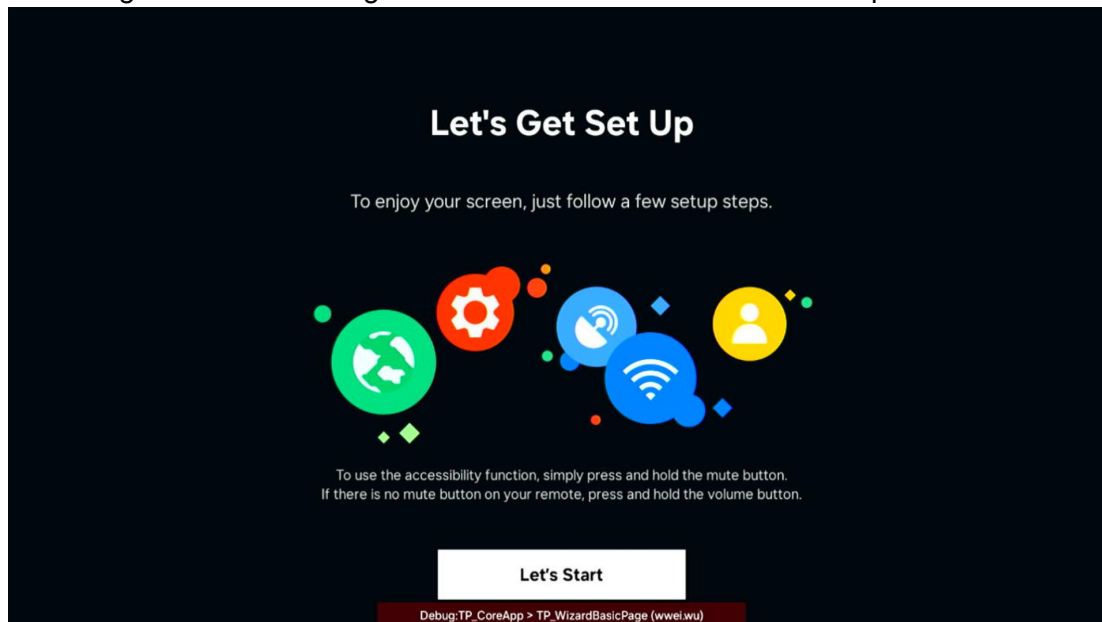 Let's Get Set Up
To enjoy your screen, just follow a few setup steps.
To use the accessibility function, simply press and hold the mute button.
If there is no mute button on your remote, press and hold the volume button.
Let's Start
Debug:TP_CoreApp > TP_WizardBasicPage (wwei.wu)